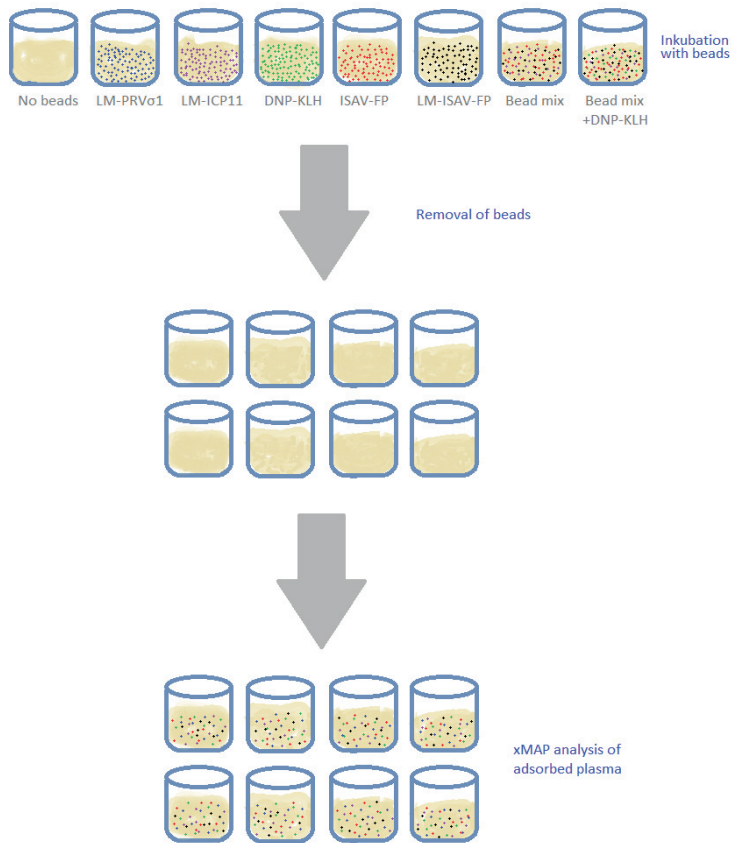 Inkubation
with beads
No beads
LM-PRVσ1
LM-ICP11
DNP-KLH
ISAV-FP
LM-ISAV-FP
Bead mix
Bead mix
+DNP-KLH
Removal of beads
xMAP analysis of
adsorbed plasma